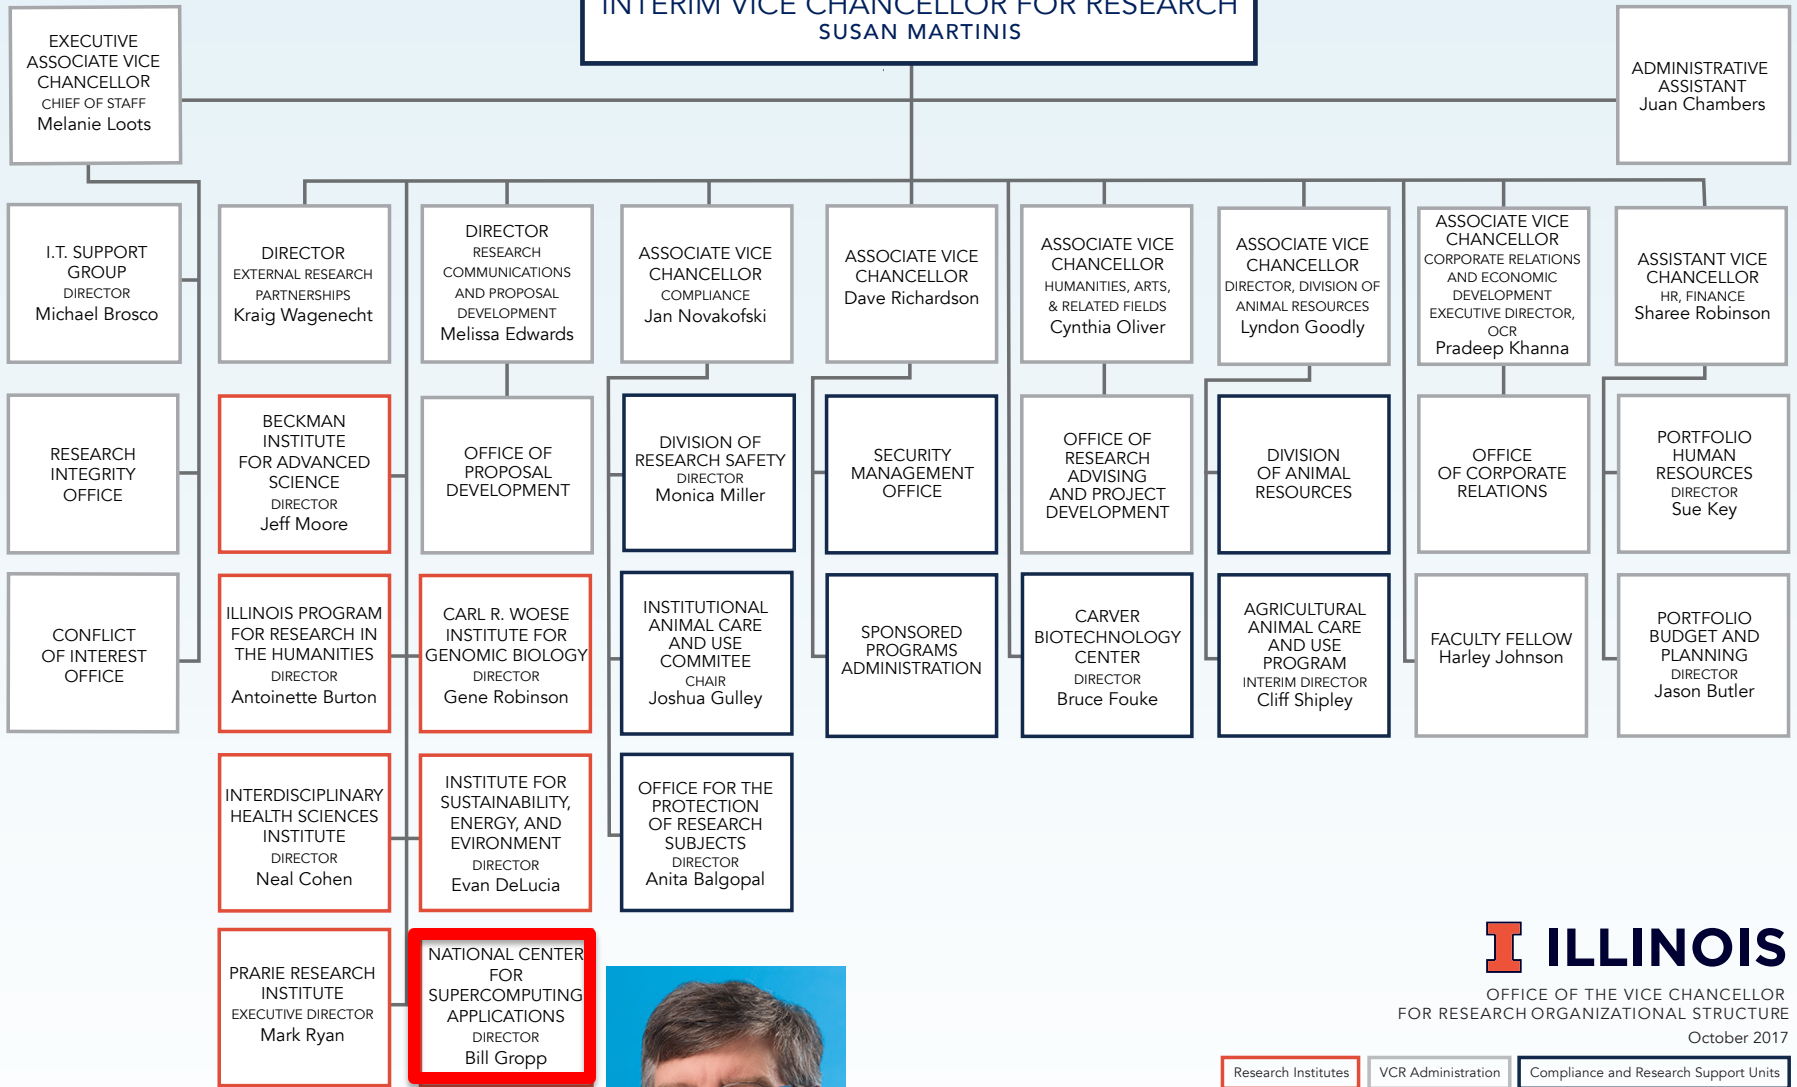 INTERIM VICE CHANCELLOR FOR RESEARCH
SUSAN MARTINIS
EXECUTIVE
ASSOCIATE VICE
CHANCELLOR
CHIEF OF STAFF
Melanie Loots
ADMINISTRATIVE
ASSISTANT
Juan Chambers
I.T. SUPPORT
GROUP
DIRECTOR
Michael Brosco
DIRECTOR
EXTERNAL RESEARCH
PARTNERSHIPS
Kraig Wagenecht
DIRECTOR
RESEARCH
COMMUNICATIONS
AND PROPOSAL
DEVELOPMENT
Melissa Edwards
ASSOCIATE VICE
CHANCELLOR
COMPLIANCE
Jan Novakofski
ASSOCIATE VICE
CHANCELLOR
Dave Richardson
ASSOCIATE VICE
CHANCELLOR
HUMANITIES, ARTS,
& RELATED FIELDS
Cynthia Oliver
ASSOCIATE VICE
CHANCELLOR
DIRECTOR, DIVISION OF
ANIMAL RESOURCES
Lyndon Goodly
ASSOCIATE VICE
CHANCELLOR
CORPORATE RELATIONS
AND ECONOMIC
DEVELOPMENT
EXECUTIVE DIRECTOR,
OCR
Pradeep Khanna
ASSISTANT VICE
CHANCELLOR
HR, FINANCE
Sharee Robinson
RESEARCH
INTEGRITY
OFFICE
BECKMAN
INSTITUTE
FOR ADVANCED
SCIENCE
DIRECTOR
Jeff Moore
OFFICE OF
PROPOSAL
DEVELOPMENT
DIVISION OF
RESEARCH SAFETY
DIRECTOR
Monica Miller
SECURITY
MANAGEMENT
OFFICE
OFFICE OF
RESEARCH
ADVISING
AND PROJECT
DEVELOPMENT
DIVISION
OF ANIMAL
RESOURCES
OFFICE
OF CORPORATE
RELATIONS
PORTFOLIO
HUMAN
RESOURCES
DIRECTOR
Sue Key
CONFLICT
OF INTEREST
OFFICE
ILLINOIS PROGRAM
FOR RESEARCH IN
THE HUMANITIES
DIRECTOR
Antoinette Burton
CARL R. WOESE
INSTITUTE FOR
GENOMIC BIOLOGY
DIRECTOR
Gene Robinson
INSTITUTIONAL
ANIMAL CARE
AND USE
COMMITEE
CHAIR
Joshua Gulley
SPONSORED
PROGRAMS
ADMINISTRATION
CARVER
BIOTECHNOLOGY
CENTER
DIRECTOR
Bruce Fouke
AGRICULTURAL
ANIMAL CARE
AND USE
PROGRAM
INTERIM DIRECTOR
Cliff Shipley
FACULTY FELLOW
Harley Johnson
PORTFOLIO
BUDGET AND
PLANNING
DIRECTOR
Jason Butler
INTERDISCIPLINARY
HEALTH SCIENCES
INSTITUTE
DIRECTOR
Neal Cohen
INSTITUTE FOR
SUSTAINABILITY,
ENERGY, AND
EVIRONMENT
DIRECTOR
Evan DeLucia
OFFICE FOR THE
PROTECTION
OF RESEARCH
SUBJECTS
DIRECTOR
Anita Balgopal
PRARIE RESEARCH
INSTITUTE
EXECUTIVE DIRECTOR
Mark Ryan
NATIONAL CENTER
FOR
SUPERCOMPUTING
APPLICATIONS
DIRECTOR
Bill Gropp
I ILLINOIS
OFFICE OF THE VICE CHANCELLOR
FOR RESEARCH ORGANIZATIONAL STRUCTURE
October 2017
Research Institutes
VCR Administration
Compliance and Research Support Units